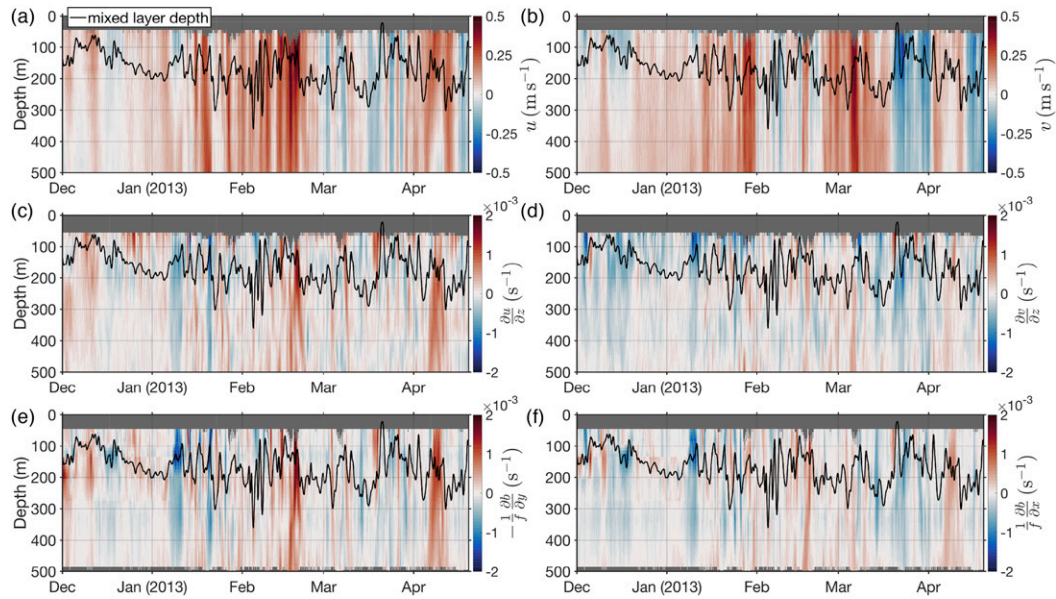 (a)
mixed layer depth
0
100
200
300
400
500
Depth (m)
Dec
Jan (2013)
Feb
Mar
Apr
0.5
0.25
0
-0.25
-0.5
u (m s⁻¹)
(b)
0
100
200
300
400
500
Dec
Jan (2013)
Feb
Mar
Apr
0.5
0.25
0
-0.25
-0.5
v (m s⁻¹)
(c)
0
100
200
300
400
500
Depth (m)
Dec
Jan (2013)
Feb
Mar
Apr
×10⁻³
2
1
0
-1
-2
∂u/∂z (s⁻¹)
(d)
0
100
200
300
400
500
Dec
Jan (2013)
Feb
Mar
Apr
×10⁻³
2
1
0
-1
-2
∂v/∂z (s⁻¹)
(e)
0
100
200
300
400
500
Depth (m)
Dec
Jan (2013)
Feb
Mar
Apr
×10⁻³
2
1
0
-1
-2
−1/f ∂b/∂y (s⁻¹)
(f)
0
100
200
300
400
500
Dec
Jan (2013)
Feb
Mar
Apr
×10⁻³
2
1
0
-1
-2
1/f ∂b/∂x (s⁻¹)